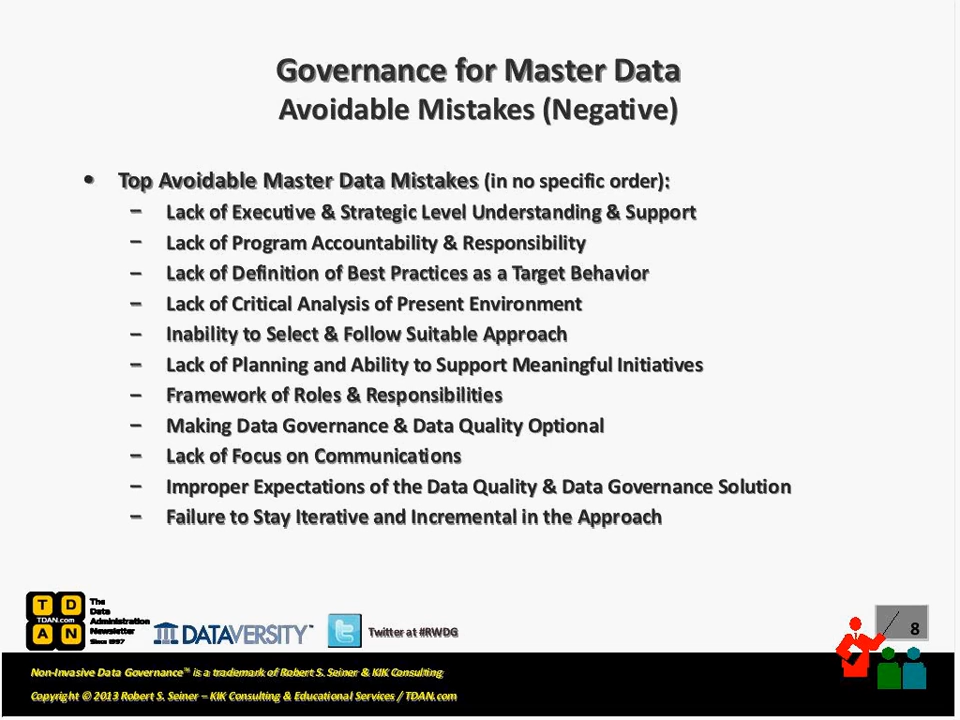 Governance for Master Data
Avoidable Mistakes (Negative)
• Top Avoidable Master Data Mistakes (in no specific order):
– Lack of Executive & Strategic Level Understanding & Support
– Lack of Program Accountability & Responsibility
– Lack of Definition of Best Practices as a Target Behavior
– Lack of Critical Analysis of Present Environment
– Inability to Select & Follow Suitable Approach
– Lack of Planning and Ability to Support Meaningful Initiatives
– Framework of Roles & Responsibilities
– Making Data Governance & Data Quality Optional
– Lack of Focus on Communications
– Improper Expectations of the Data Quality & Data Governance Solution
– Failure to Stay Iterative and Incremental in the Approach
T D
TDAN.com
A N
The
Data
Administration
Newsletter
Since 1997
DATAVERSITY™
Twitter at #RWDG
8
Non-Invasive Data Governance™ is a trademark of Robert S. Seiner & KIK Consulting
Copyright © 2013 Robert S. Seiner – KIK Consulting & Educational Services / TDAN.com